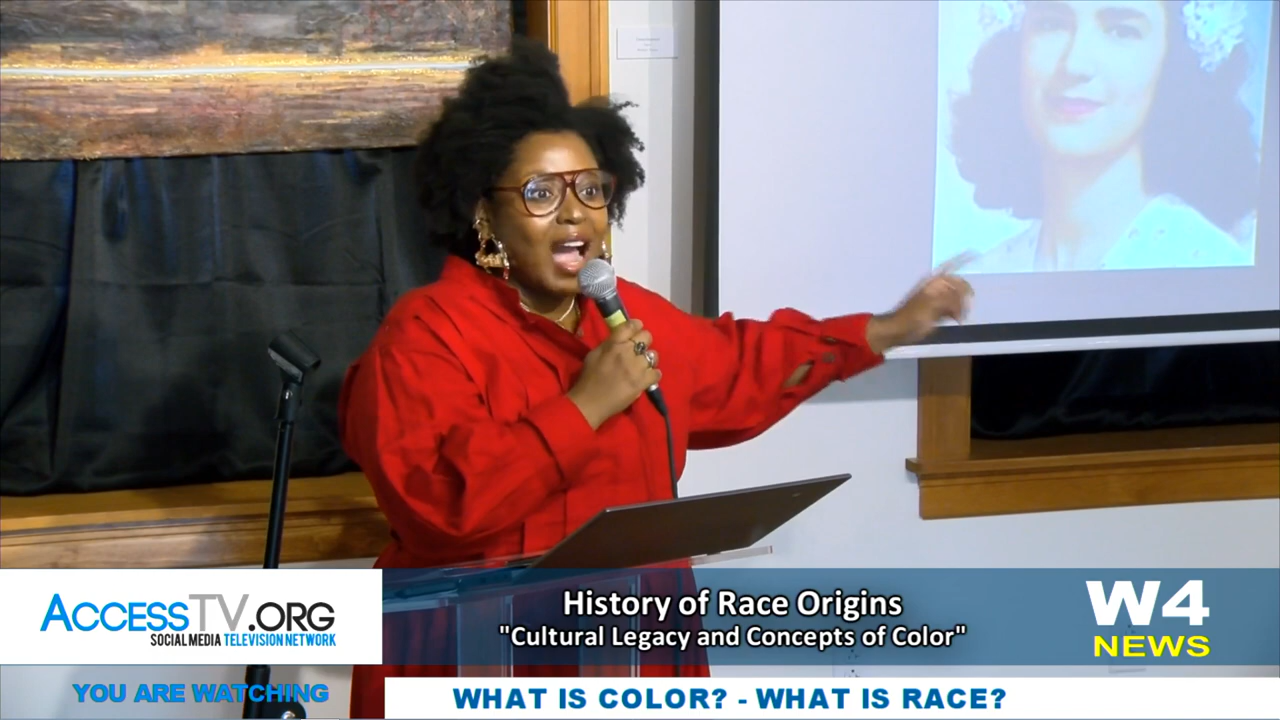 ACCESSTV.ORG
SOCIAL MEDIA TELEVISION NETWORK
History of Race Origins
"Cultural Legacy and Concepts of Color"
W4
NEWS
YOU ARE WATCHING
WHAT IS COLOR? - WHAT IS RACE?